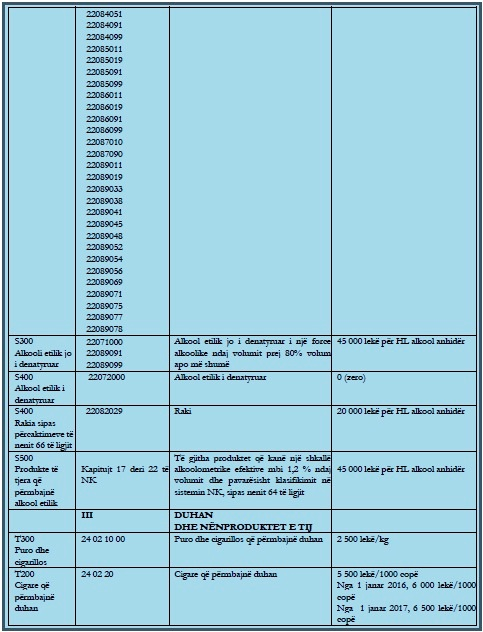 22084051
22084091
22084099
22085011
22085019
22085091
22085099
22086011
22086019
22086091
22086099
22087010
22087090
22089011
22089019
22089033
22089038
22089041
22089045
22089048
22089052
22089054
22089056
22089069
22089071
22089075
22089077
22089078
S300
Alkooli etilik jo
i denatyruar
22071000
22089091
22089099
Alkool etilik jo i denatyruar i një force
alkoolike ndaj volumit prej 80% volum
apo më shumë
45 000 lekë për HL alkool anhidër
S400
Alkool etilik i
denatyruar
22072000
Alkool etilik i denatyruar
0 (zero)
S400
Rakia sipas
përcaktimeve të
nenit 66 të ligjit
22082029
Raki
20 000 lekë për HL alkool anhidër
S500
Produkte të
tjera që
përmbajnë
alkool etilik
Kapitujt 17 deri 22 të
NK
Të gjitha produktet që kanë një shkallë
alkoolometrike efektive mbi 1,2 % ndaj
volumit dhe pavarësisht klasifikimit në
sistemin NK, sipas nenit 64 të ligjit
45 000 lekë për HL alkool anhidër
III
DUHAN
DHE NËNPRODUKTET E TIJ
T300
Puro dhe
cigarillos
24 02 10 00
Puro dhe cigarillos që përmbajnë duhan
2 500 lekë/kg
T200
Cigare që
përmbajnë
duhan
24 02 20
Cigare që përmbajnë duhan
5 500 lekë/1000 copë
Nga 1 janar 2016, 6 000 lekë/1000
copë
Nga 1 janar 2017, 6 500 lekë/1000
copë